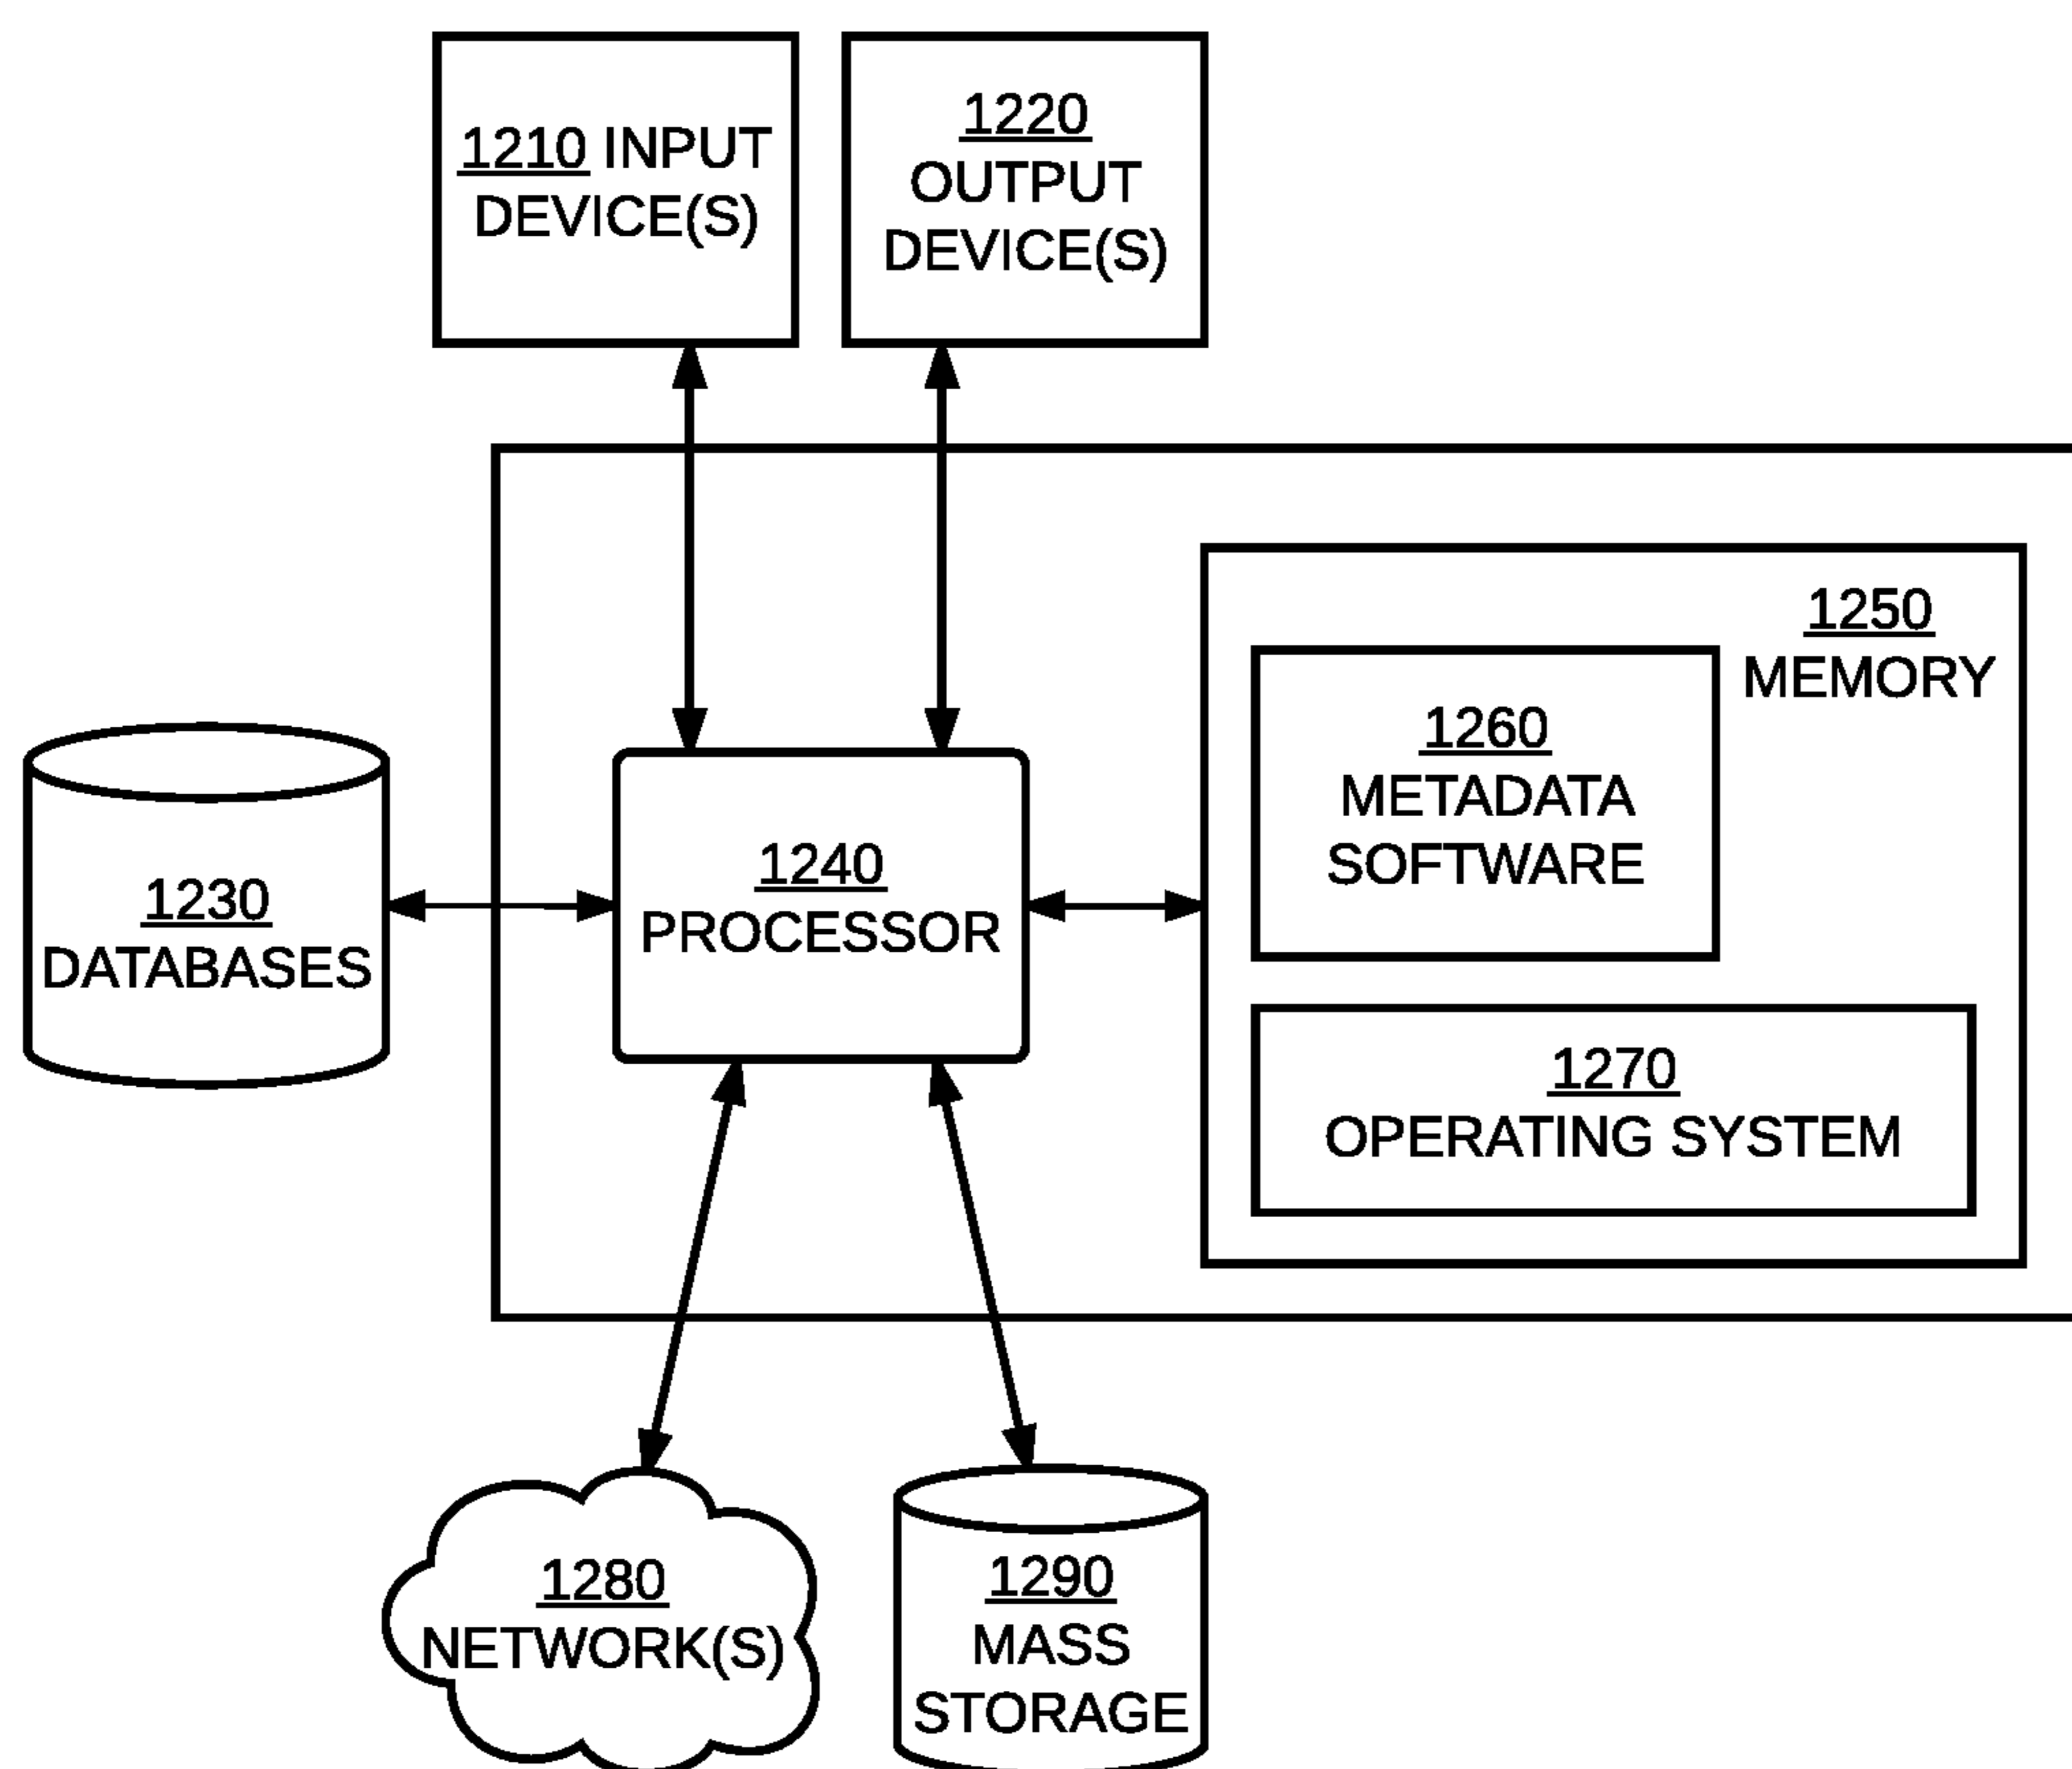 1210 INPUT
DEVICE(S)
1220
OUTPUT
DEVICE(S)
1250
MEMORY
1260
METADATA
SOFTWARE
1240
PROCESSOR
1230
DATABASES
1270
OPERATING SYSTEM
1280
NETWORK(S)
1290
MASS
STORAGE